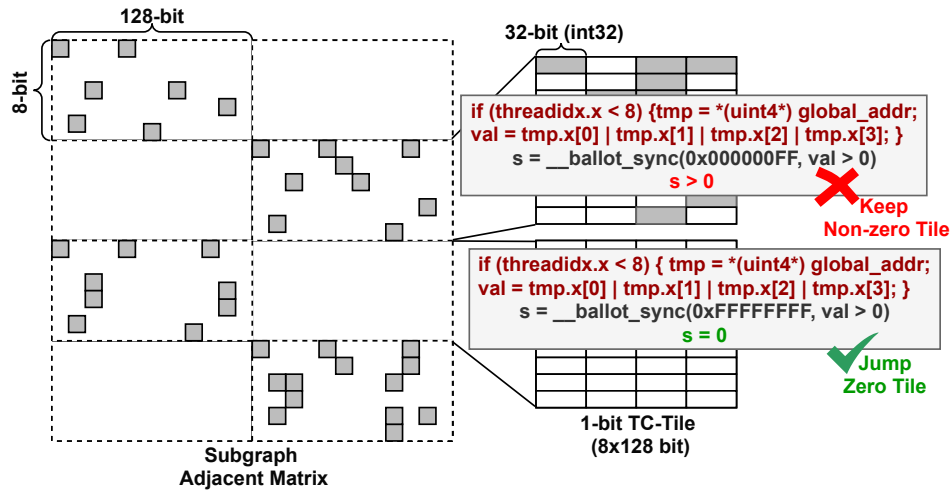 128-bit
32-bit (int32)
8-bit
if (threadidx.x < 8) {tmp = *(uint4*) global_addr;
val = tmp.x[0] | tmp.x[1] | tmp.x[2] | tmp.x[3]; }
s = __ballot_sync(0x000000FF, val > 0)
s > 0
Keep
Non-zero Tile
if (threadidx.x < 8) { tmp = *(uint4*) global_addr;
val = tmp.x[0] | tmp.x[1] | tmp.x[2] | tmp.x[3]; }
s = __ballot_sync(0xFFFFFFFF, val > 0)
s = 0
Jump
Zero Tile
1-bit TC-Tile
(8x128 bit)
Subgraph
Adjacent Matrix